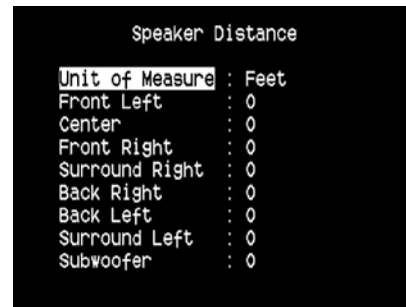 Speaker Distance
Unit of Measure : Feet
Front Left : 0
Center : 0
Front Right : 0
Surround Right : 0
Back Right : 0
Back Left : 0
Surround Left : 0
Subwoofer : 0